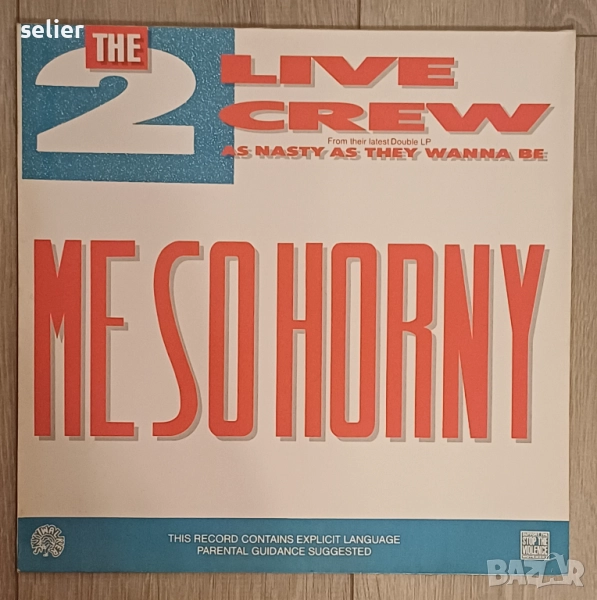 selier
THE
2
LIVE
CREW
From their latest Double LP
AS NASTY AS THEY WANNA BE
ME SO HORNY
THIS RECORD CONTAINS EXPLICIT LANGUAGE
PARENTAL GUIDANCE SUGGESTED
STOP THE
VIOLENCE
BAZAR